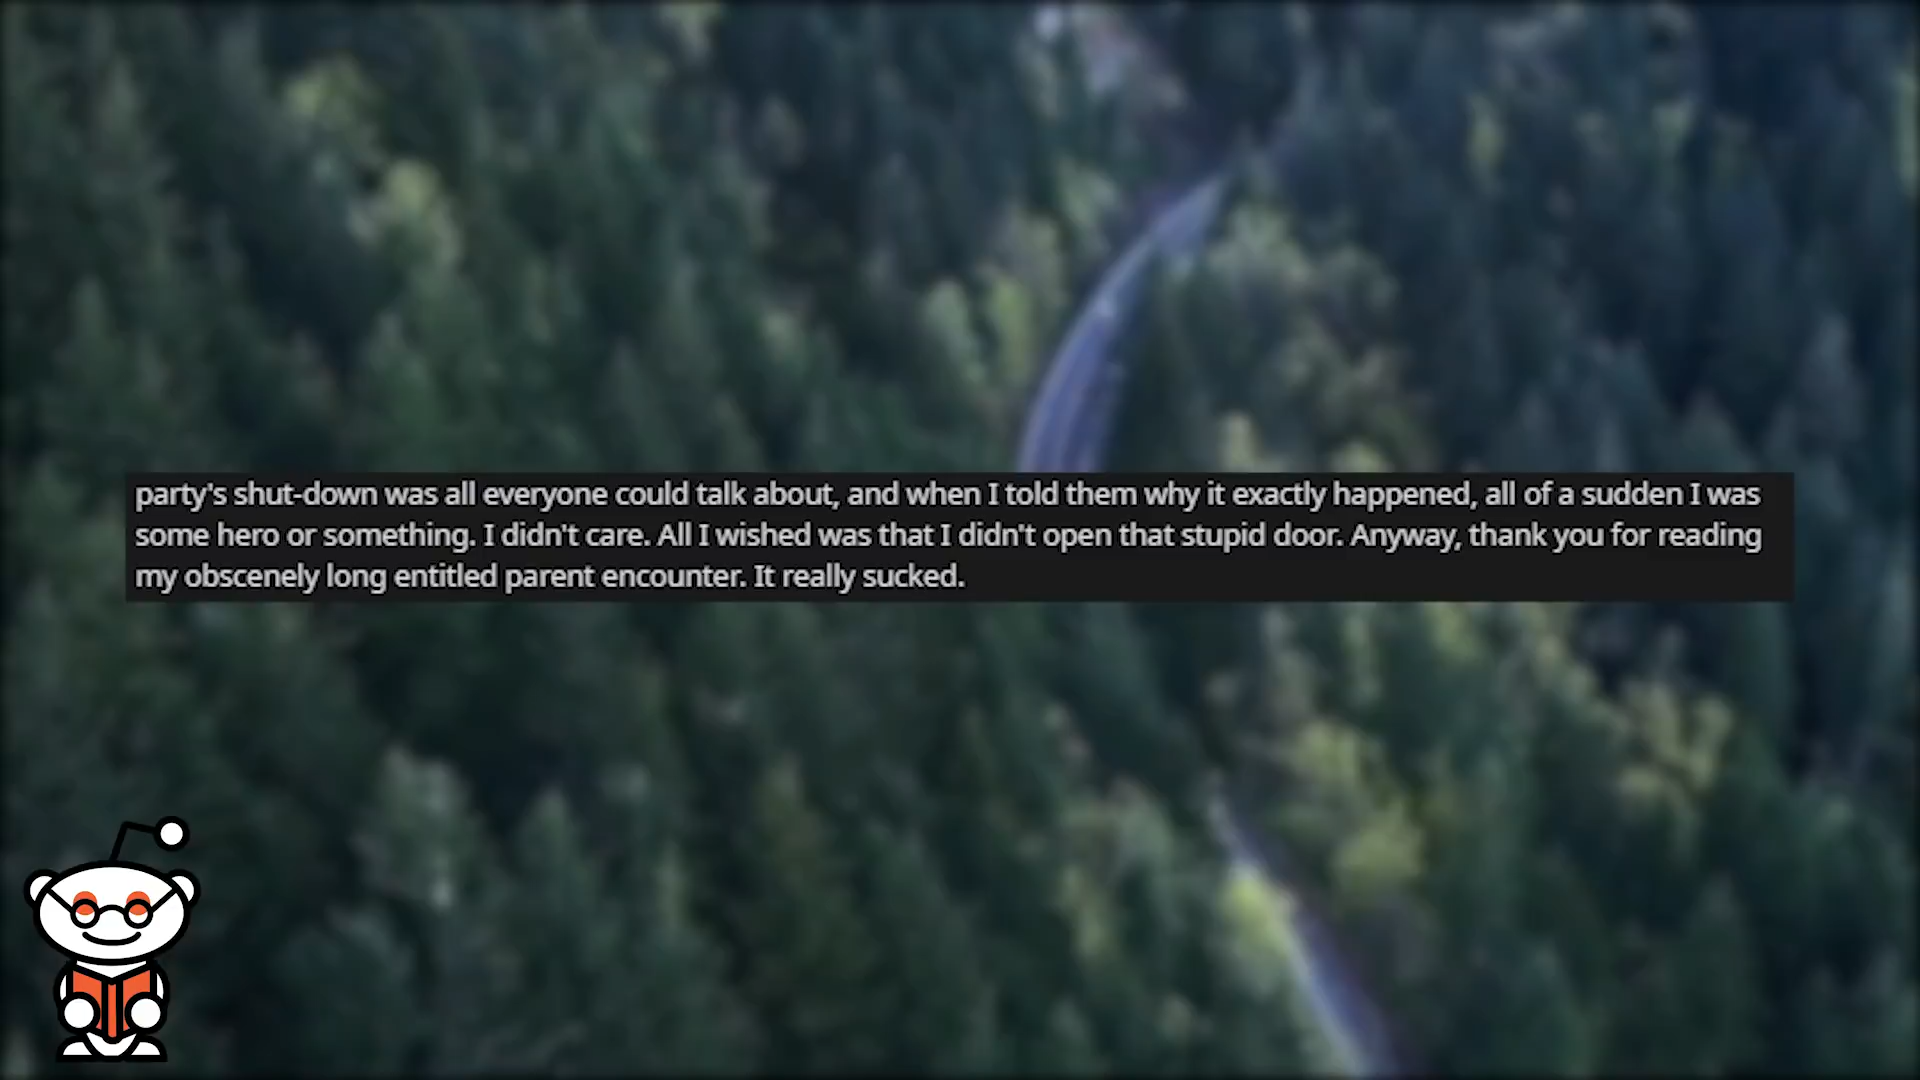 party's shut-down was all everyone could talk about, and when I told them why it exactly happened, all of a sudden I was
some hero or something. I didn't care. All I wished was that I didn't open that stupid door. Anyway, thank you for reading
my obscenely long entitled parent encounter. It really sucked.